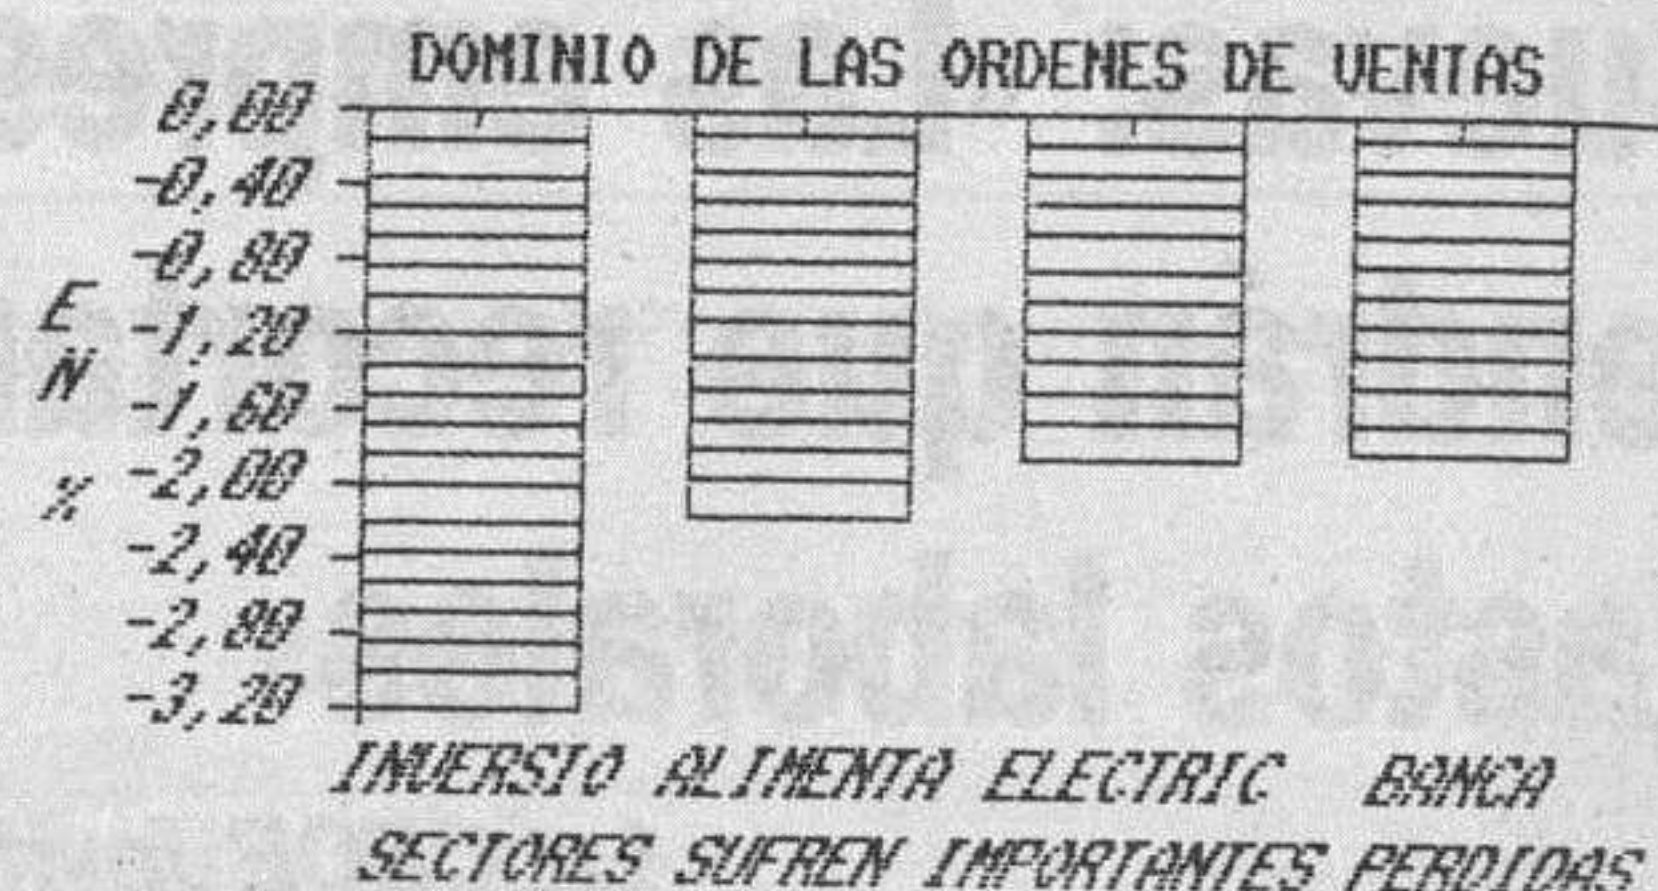 DOMINIO DE LAS ORDENES DE VENTAS
0,00
-0,40
-0,80
-1,20
-1,60
-2,00
-2,40
-2,80
-3,20
EN %
INVERSIO ALIMENTA ELECTRIC BANCA
SECTORES SUFREN IMPORTANTES PERDIDAS